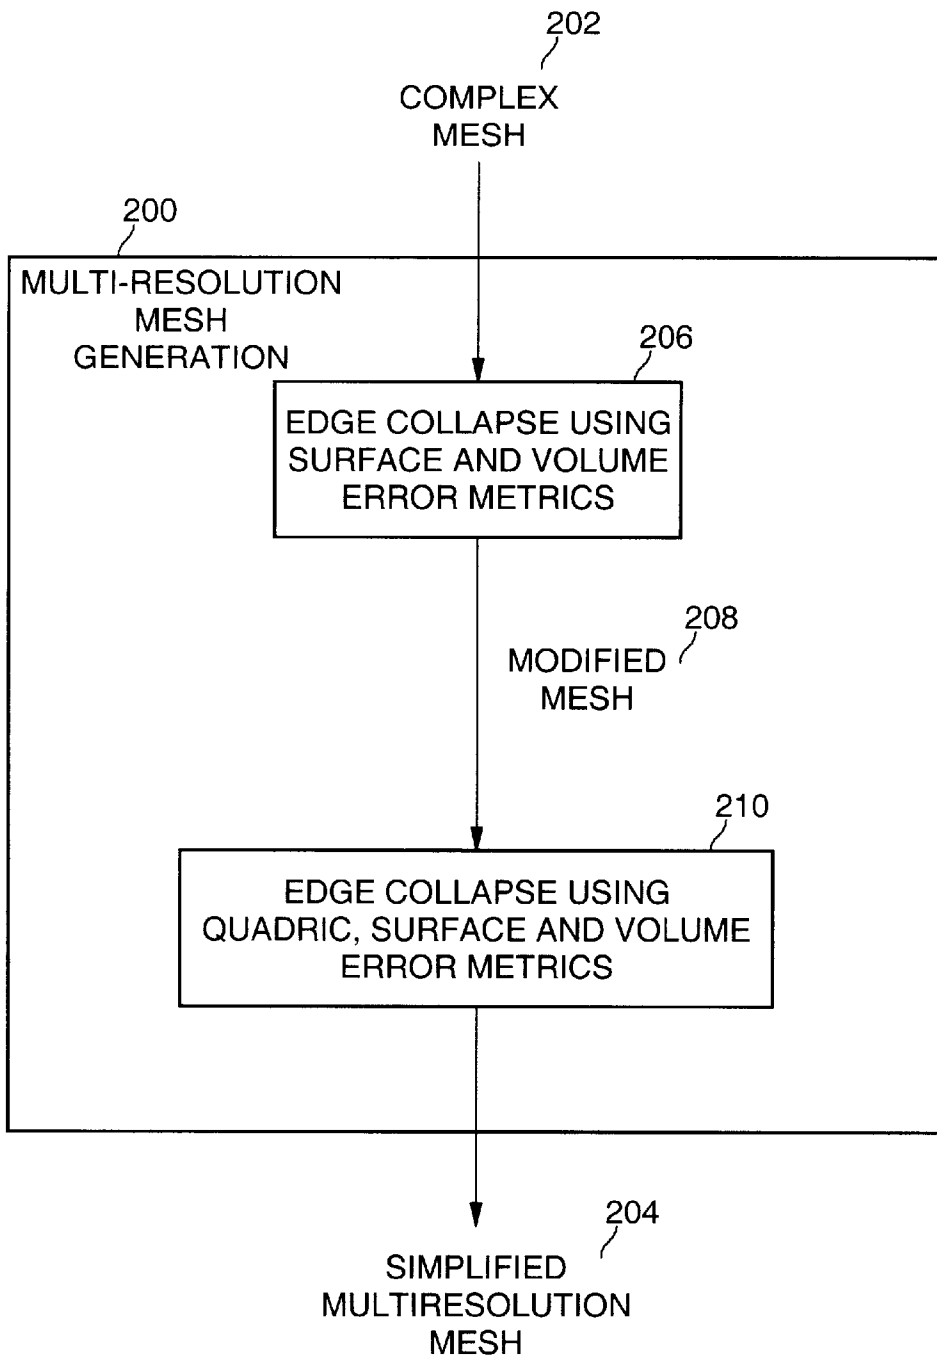 202
COMPLEX
MESH
200
MULTI-RESOLUTION
MESH
GENERATION
206
EDGE COLLAPSE USING
SURFACE AND VOLUME
ERROR METRICS
208
MODIFIED
MESH
210
EDGE COLLAPSE USING
QUADRIC, SURFACE AND VOLUME
ERROR METRICS
204
SIMPLIFIED
MULTIRESOLUTION
MESH